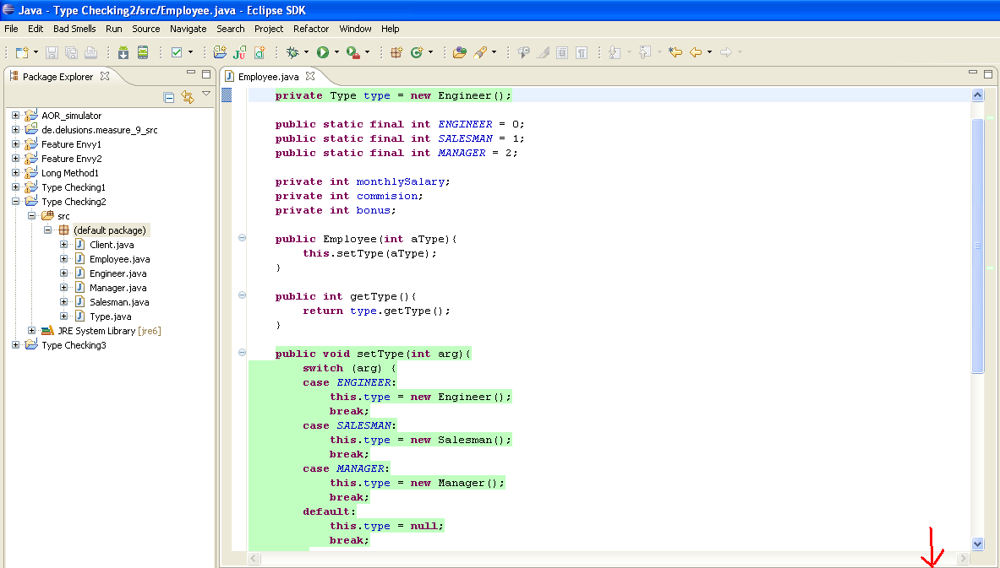 Java - Type Checking2/src/Employee.java - Eclipse SDK
File Edit Bad Smells Run Source Navigate Search Project Refactor Window Help
Package Explorer
AOR_simulator
de.delusions.measure_9_src
Feature Envy1
Feature Envy2
Long Method1
Type Checking1
Type Checking2
src
(default package)
Client.java
Employee.java
Engineer.java
Manager.java
Salesman.java
Type.java
JRE System Library [jre6]
Type Checking3
Employee.java
private Type type = new Engineer();
public static final int ENGINEER = 0;
public static final int SALESMAN = 1;
public static final int MANAGER = 2;
private int monthlySalary;
private int commision;
private int bonus;
public Employee(int aType){
this.setType(aType);
}
public int getType(){
return type.getType();
}
public void setType(int arg){
switch (arg) {
case ENGINEER:
this.type = new Engineer();
break;
case SALESMAN:
this.type = new Salesman();
break;
case MANAGER:
this.type = new Manager();
break;
default:
this.type = null;
break;